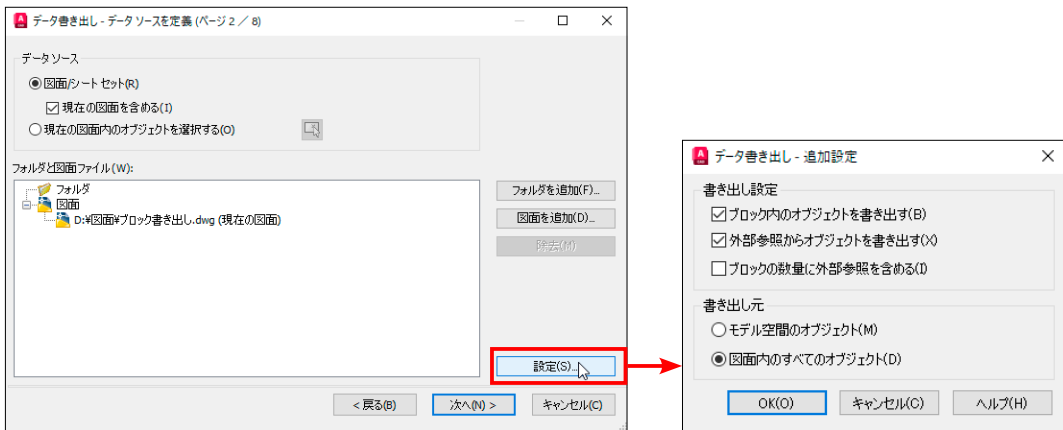 データ書き出し - データ ソースを定義 (ページ 2 / 8)
データ ソース
図面/シート セット(R)
現在の図面を含める(I)
現在の図面内のオブジェクトを選択する(O)
フォルダと図面ファイル(W):
フォルダ
図面
D:¥図面¥ブロック書き出し.dwg (現在の図面)
フォルダを追加(F)...
図面を追加(D)...
除去(M)
設定(S)...
< 戻る(B)
次へ(N) >
キャンセル(C)
データ書き出し - 追加設定
書き出し設定
ブロック内のオブジェクトを書き出す(B)
外部参照からオブジェクトを書き出す(X)
ブロックの数量に外部参照を含める(I)
書き出し元
モデル空間のオブジェクト(M)
図面内のすべてのオブジェクト(D)
OK(O)
キャンセル(C)
ヘルプ(H)